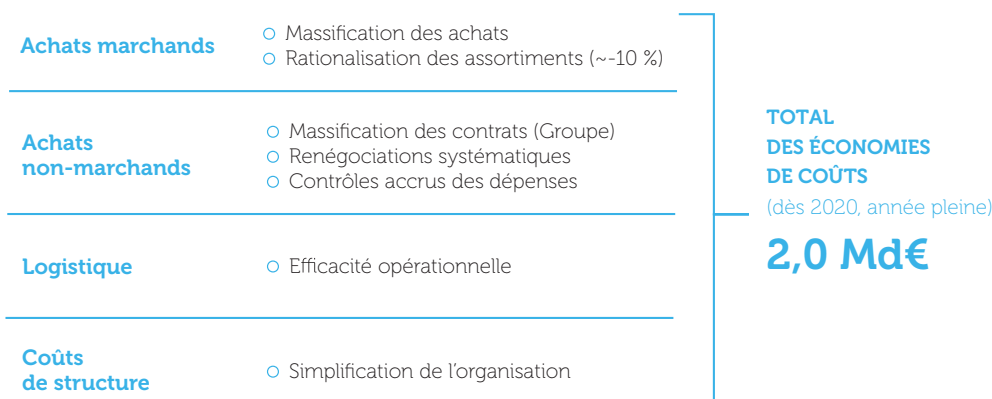 Achats marchands
Massification des achats
Rationalisation des assortiments (~-10 %)
Achats
non-marchands
Massification des contrats (Groupe)
Renégociations systématiques
Contrôles accrus des dépenses
Logistique
Efficacité opérationnelle
Coûts
de structure
Simplification de l'organisation
TOTAL
DES ÉCONOMIES
DE COÛTS
(dès 2020, année pleine)
2,0 Md€